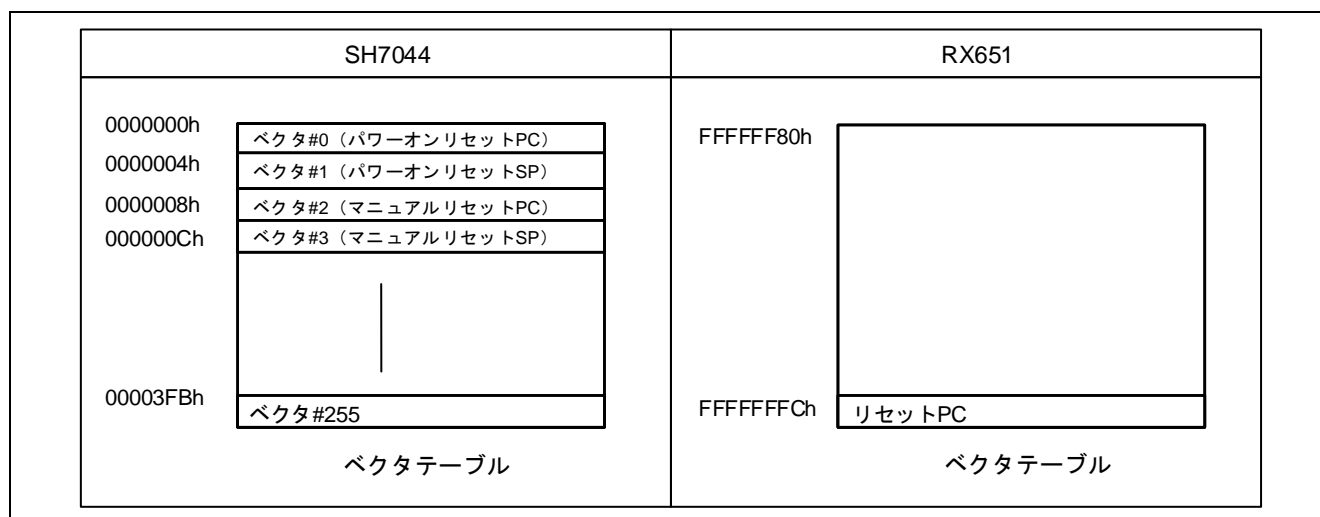 SH7044 RX651
0000000h ベクタ#0（パワーオンリセットPC） FFFFFF80h
0000004h ベクタ#1（パワーオンリセットSP）
0000008h ベクタ#2（マニュアルリセットPC）
000000Ch ベクタ#3（マニュアルリセットSP）
00003FBh ベクタ#255 FFFFFFFCh リセットPC
ベクタテーブル ベクタテーブル